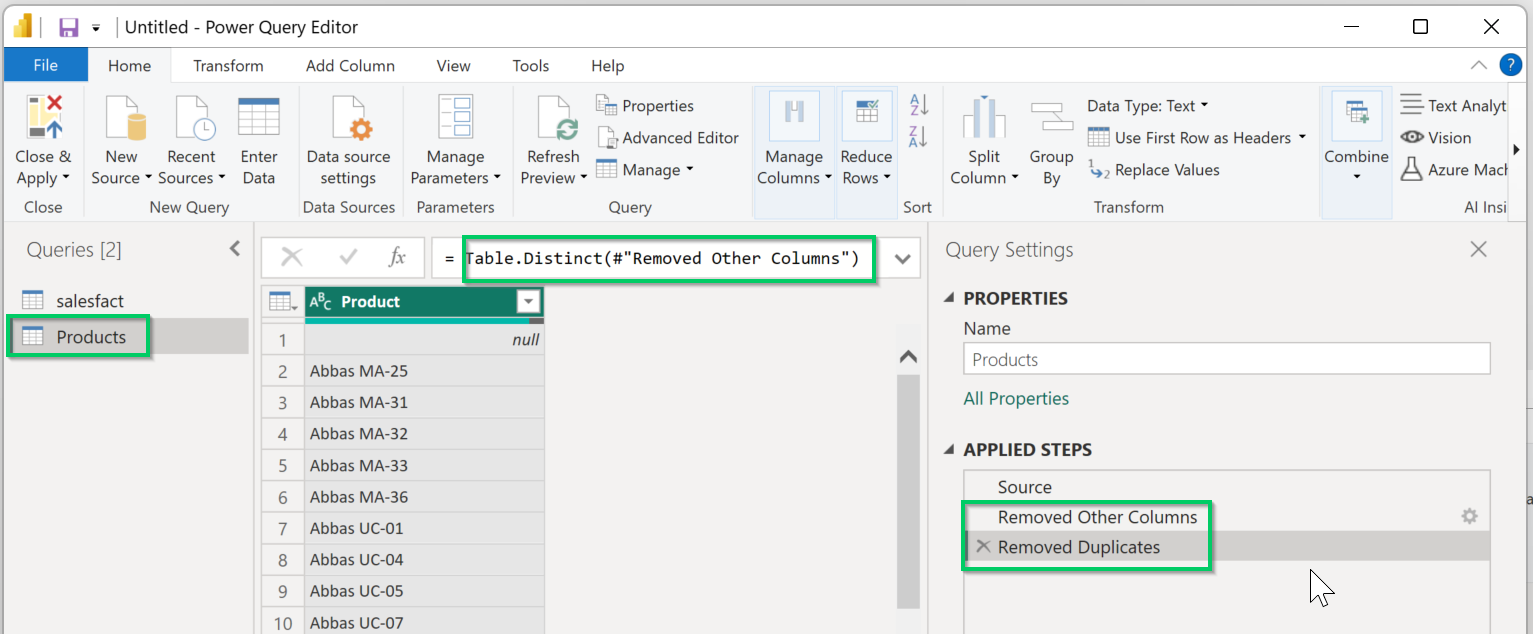 Untitled - Power Query Editor
File Home Transform Add Column View Tools Help
?
Close & Apply
New Source
Recent Sources
Enter Data
Data source settings
Manage Parameters
Refresh Preview
Properties
Advanced Editor
Manage
Manage Columns
Reduce Rows
A Z
Z A
Split Column
Group By
Data Type: Text
Use First Row as Headers
1 2 Replace Values
Combine
Text Analyt
Vision
Azure Mach
Close New Query Data Sources Parameters Query Sort Transform AI Insi
Queries [2]
salesfact
Products
fx
= Table.Distinct(#"Removed Other Columns")
ABC Product
1 null
2 Abbas MA-25
3 Abbas MA-31
4 Abbas MA-32
5 Abbas MA-33
6 Abbas MA-36
7 Abbas UC-01
8 Abbas UC-04
9 Abbas UC-05
10 Abbas UC-07
Query Settings
PROPERTIES
Name
Products
All Properties
APPLIED STEPS
Source
Removed Other Columns
Removed Duplicates